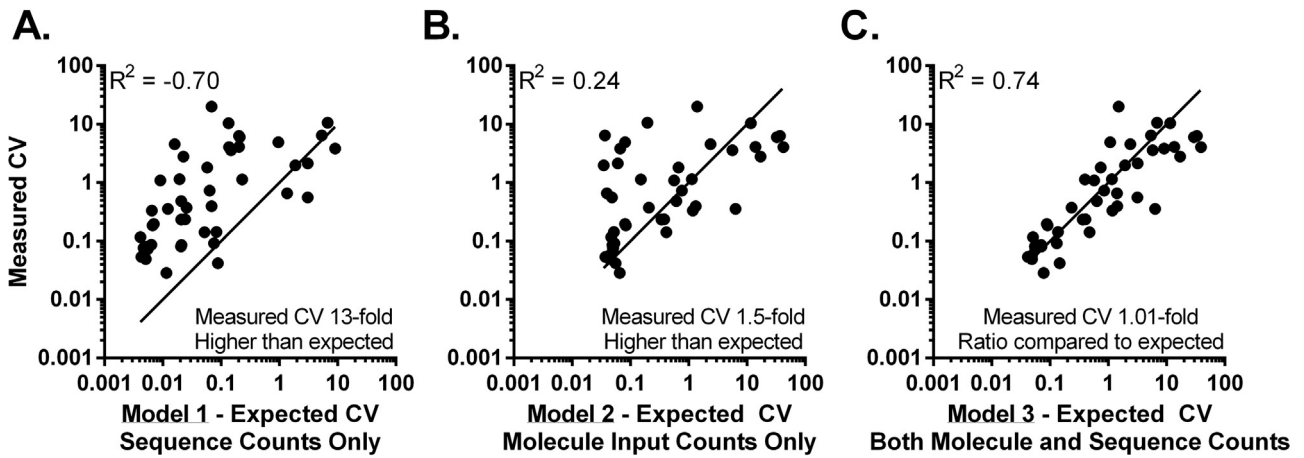 A.
R² = -0.70
100
10
1
0.1
0.01
0.001
Measured CV
Measured CV 13-fold
Higher than expected
0.001 0.01 0.1 1 10 100
Model 1 - Expected CV
Sequence Counts Only
B.
R² = 0.24
100
10
1
0.1
0.01
0.001
Measured CV 1.5-fold
Higher than expected
0.001 0.01 0.1 1 10 100
Model 2 - Expected CV
Molecule Input Counts Only
C.
R² = 0.74
100
10
1
0.1
0.01
0.001
Measured CV 1.01-fold
Ratio compared to expected
0.001 0.01 0.1 1 10 100
Model 3 - Expected CV
Both Molecule and Sequence Counts